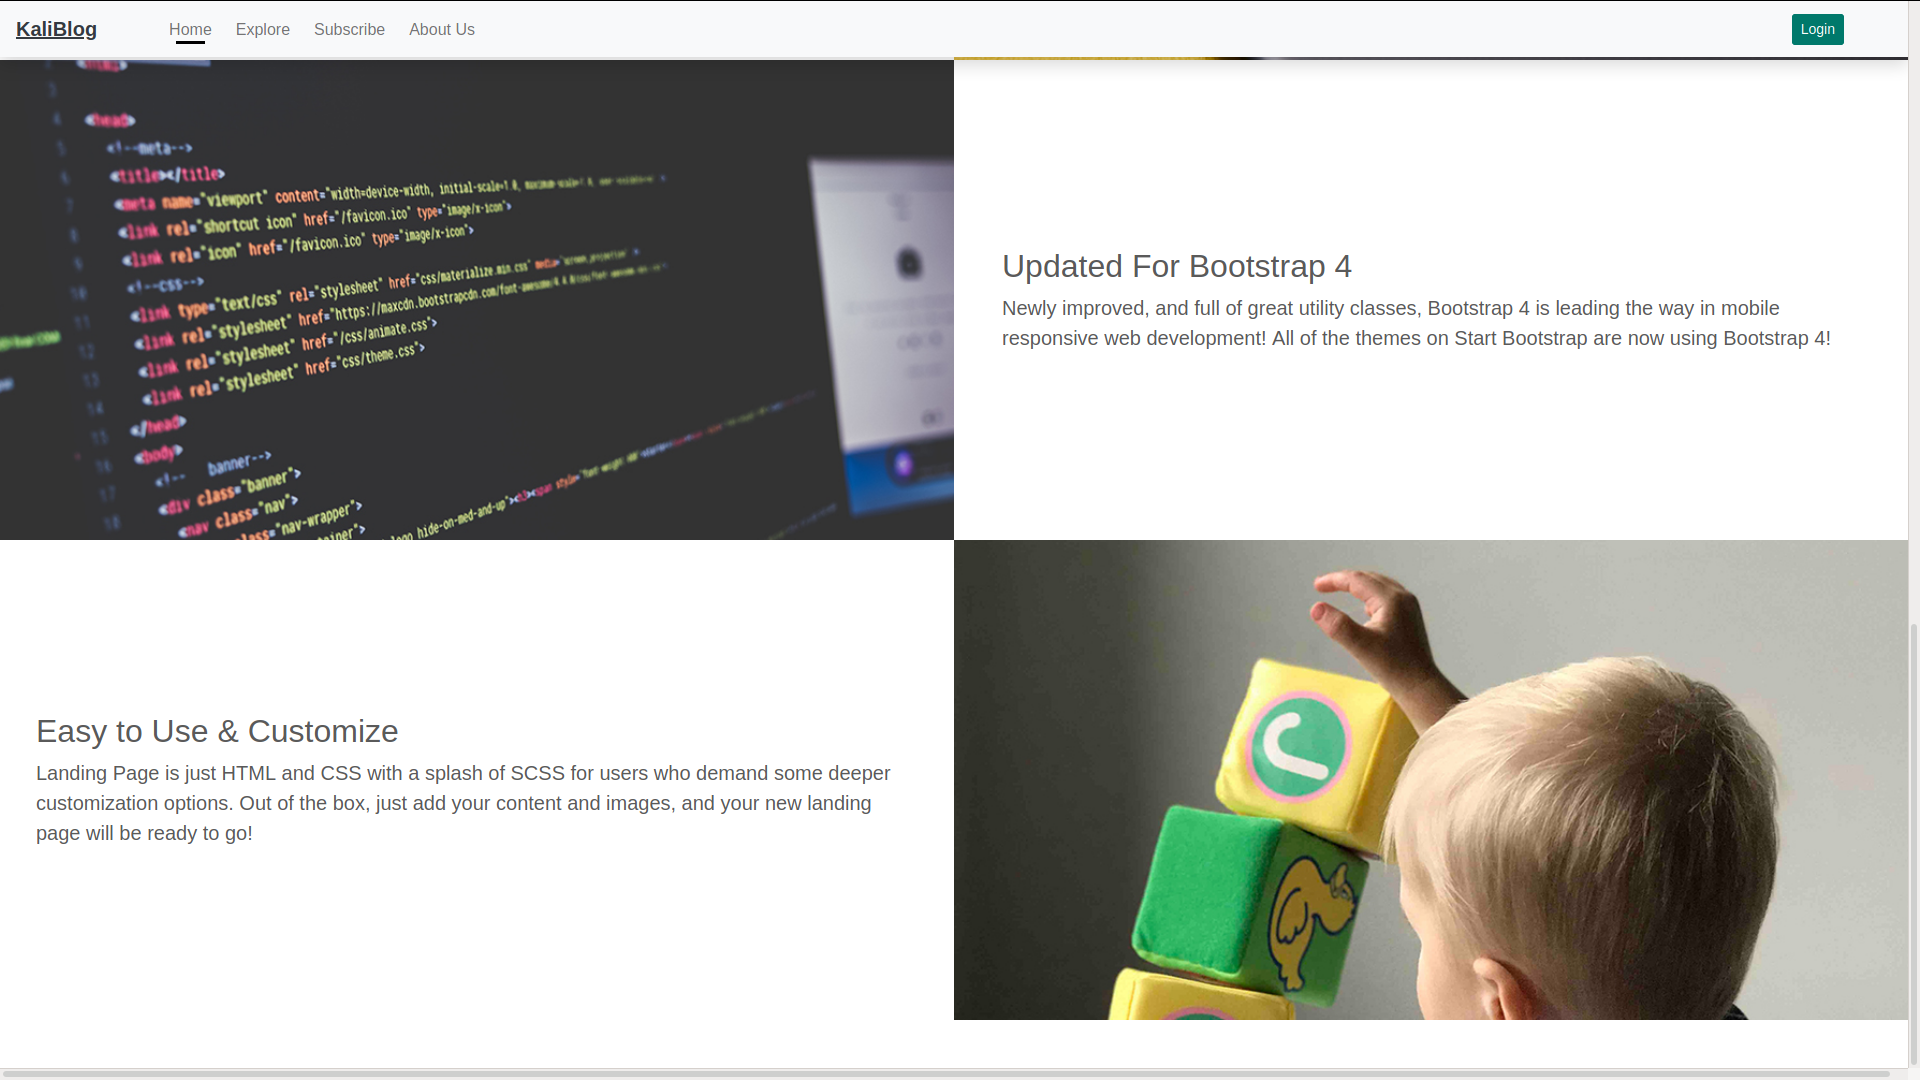 KaliBlog
Home
Explore
Subscribe
About Us
Login
<head>
<!--meta-->
<title></title>
<meta name="viewport" content="width=device-width, initial-scale=1.0,
<link rel="shortcut icon" href="/favicon.ico" type="image/x-icon">
<link rel="icon" href="/favicon.ico" type="image/x-icon">
<!--css-->
<link type="text/css" rel="stylesheet" href="css/materialize.min.css"
<link rel="stylesheet" href="https://maxcdn.bootstrapcdn.com/font-awesome/
<link rel="stylesheet" href="/css/animate.css">
<link rel="stylesheet" href="css/theme.css">
</head>
<body>
<!-- banner-->
<div class="banner">
<nav class="nav">
class="nav-wrapper">
hide-on-med-and-up">
Updated For Bootstrap 4
Newly improved, and full of great utility classes, Bootstrap 4 is leading the way in mobile
responsive web development! All of the themes on Start Bootstrap are now using Bootstrap 4!
Easy to Use & Customize
Landing Page is just HTML and CSS with a splash of SCSS for users who demand some deeper
customization options. Out of the box, just add your content and images, and your new landing
page will be ready to go!